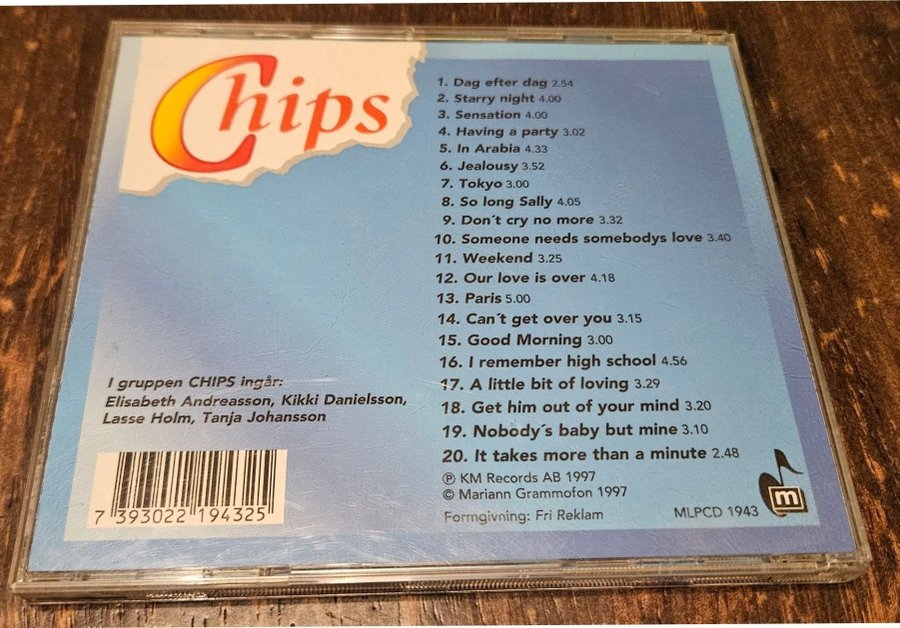 Chips
1. Dag efter dag 2.54
2. Starry night 4.00
3. Sensation 4.00
4. Having a party 3.02
5. In Arabia 4.33
6. Jealousy 3.52
7. Tokyo 3.00
8. So long Sally 4.05
9. Don´t cry no more 3.32
10. Someone needs somebodys love 3.40
11. Weekend 3.25
12. Our love is over 4.18
13. Paris 5.00
14. Can´t get over you 3.15
15. Good Morning 3.00
16. I remember high school 4.56
17. A little bit of loving 3.29
18. Get him out of your mind 3.20
19. Nobody´s baby but mine 3.10
20. It takes more than a minute 2.48
I gruppen CHIPS ingår:
Elisabeth Andreasson, Kikki Danielsson,
Lasse Holm, Tanja Johansson
7 393022 194325
℗ KM Records AB 1997
© Mariann Grammofon 1997
Formgivning: Fri Reklam
MLPCD 1943
m